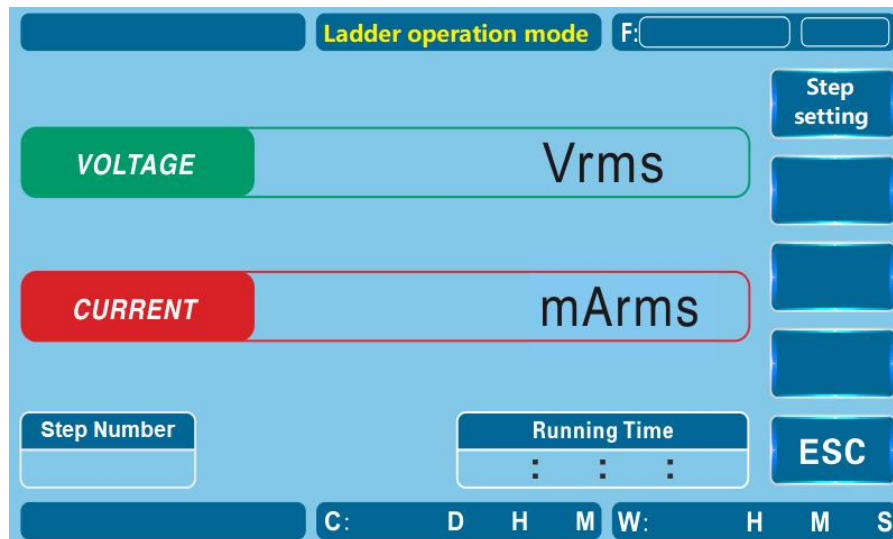 Ladder operation mode F:
Step
setting
VOLTAGE Vrms
CURRENT mArms
Step Number
Running Time
: : :
ESC
C: D H M W: H M S